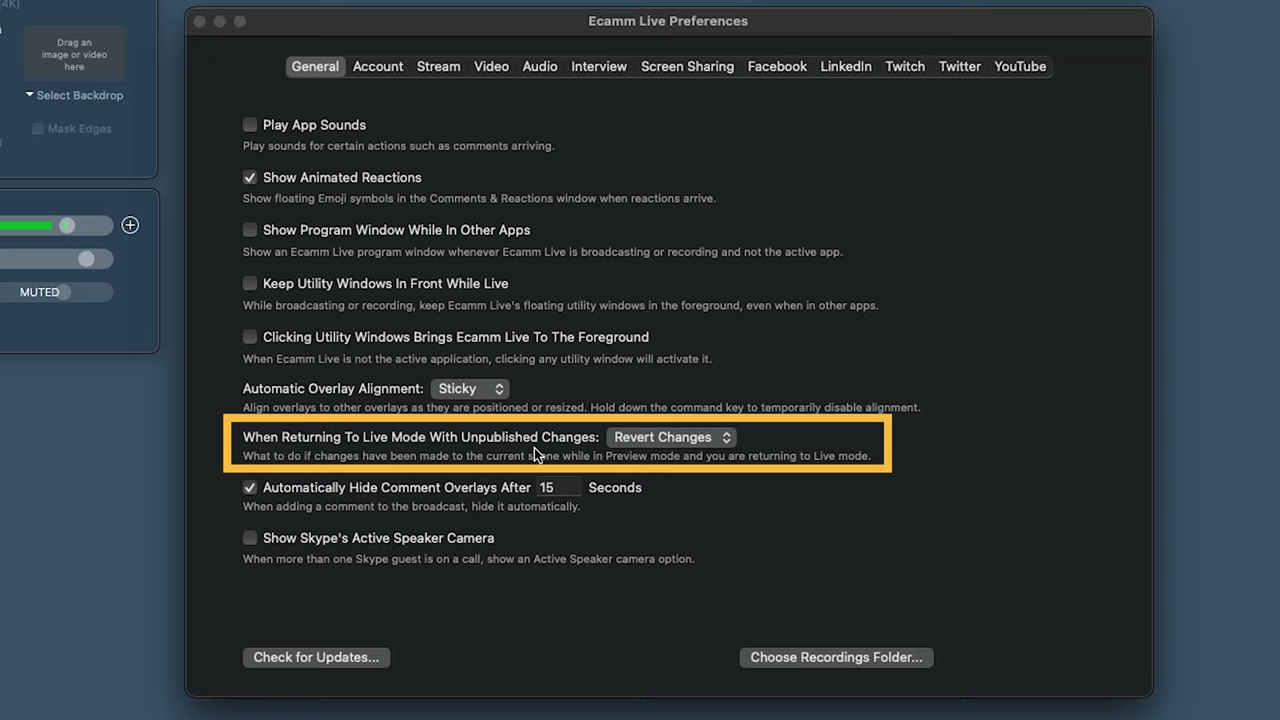 (4K)
Ecamm Live Preferences
Drag an
image or video
here
Select Backdrop
Mask Edges
MUTED
General Account Stream Video Audio Interview Screen Sharing Facebook LinkedIn Twitch Twitter YouTube
Play App Sounds
Play sounds for certain actions such as comments arriving.
Show Animated Reactions
Show floating Emoji symbols in the Comments & Reactions window when reactions arrive.
Show Program Window While In Other Apps
Show an Ecamm Live program window whenever Ecamm Live is broadcasting or recording and not the active app.
Keep Utility Windows In Front While Live
While broadcasting or recording, keep Ecamm Live's floating utility windows in the foreground, even when in other apps.
Clicking Utility Windows Brings Ecamm Live To The Foreground
When Ecamm Live is not the active application, clicking any utility window will activate it.
Automatic Overlay Alignment: Sticky
Align overlays to other overlays as they are positioned or resized. Hold down the command key to temporarily disable alignment.
When Returning To Live Mode With Unpublished Changes: Revert Changes
What to do if changes have been made to the current scene while in Preview mode and you are returning to Live mode.
Automatically Hide Comment Overlays After 15 Seconds
When adding a comment to the broadcast, hide it automatically.
Show Skype's Active Speaker Camera
When more than one Skype guest is on a call, show an Active Speaker camera option.
Check for Updates...
Choose Recordings Folder...